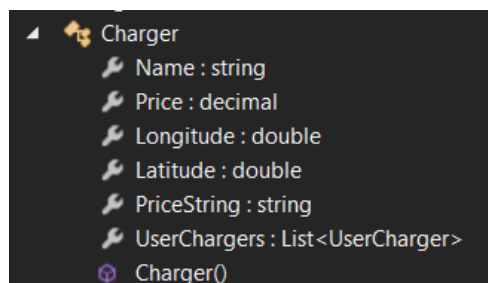 Charger
Name : string
Price : decimal
Longitude : double
Latitude : double
PriceString : string
UserChargers : List<UserCharger>
Charger()